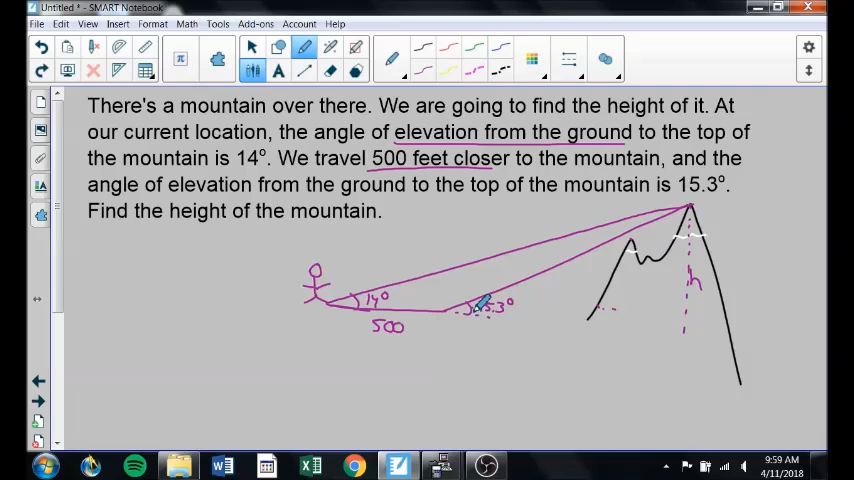 Untitled * - SMART Notebook
File Edit View Insert Format Math Tools Add-ons Account Help
There's a mountain over there. We are going to find the height of it. At
our current location, the angle of elevation from the ground to the top of
the mountain is 14°. We travel 500 feet closer to the mountain, and the
angle of elevation from the ground to the top of the mountain is 15.3°.
Find the height of the mountain.
14°
15.3°
h
500
9:59 AM
4/11/2018